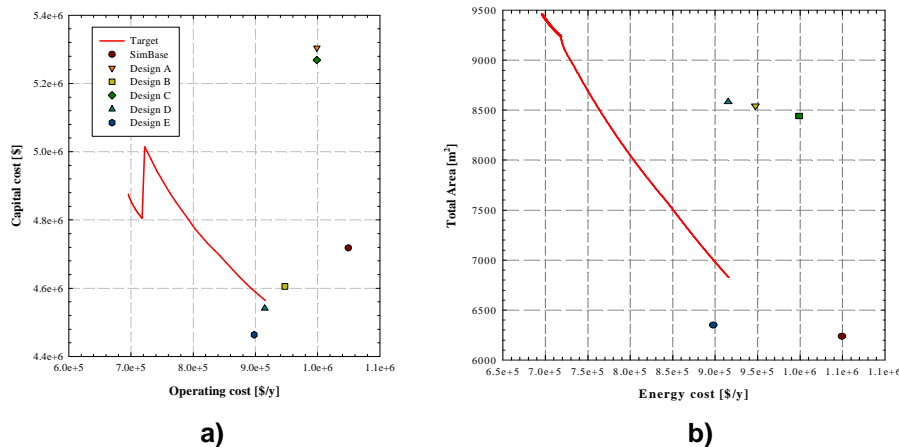 5.4e+6
5.2e+6
5.0e+6
4.8e+6
4.6e+6
4.4e+6
Capital cost [$]
Target
SimBase
Design A
Design B
Design C
Design D
Design E
6.0e+5
7.0e+5
8.0e+5
9.0e+5
1.0e+6
1.1e+6
Operating cost [$/y]
a)
9500
9000
8500
8000
7500
7000
6500
6000
Total Area [m²]
6.5e+5
7.0e+5
7.5e+5
8.0e+5
8.5e+5
9.0e+5
9.5e+5
1.0e+6
1.1e+6
1.1e+6
Energy cost [$/y]
b)